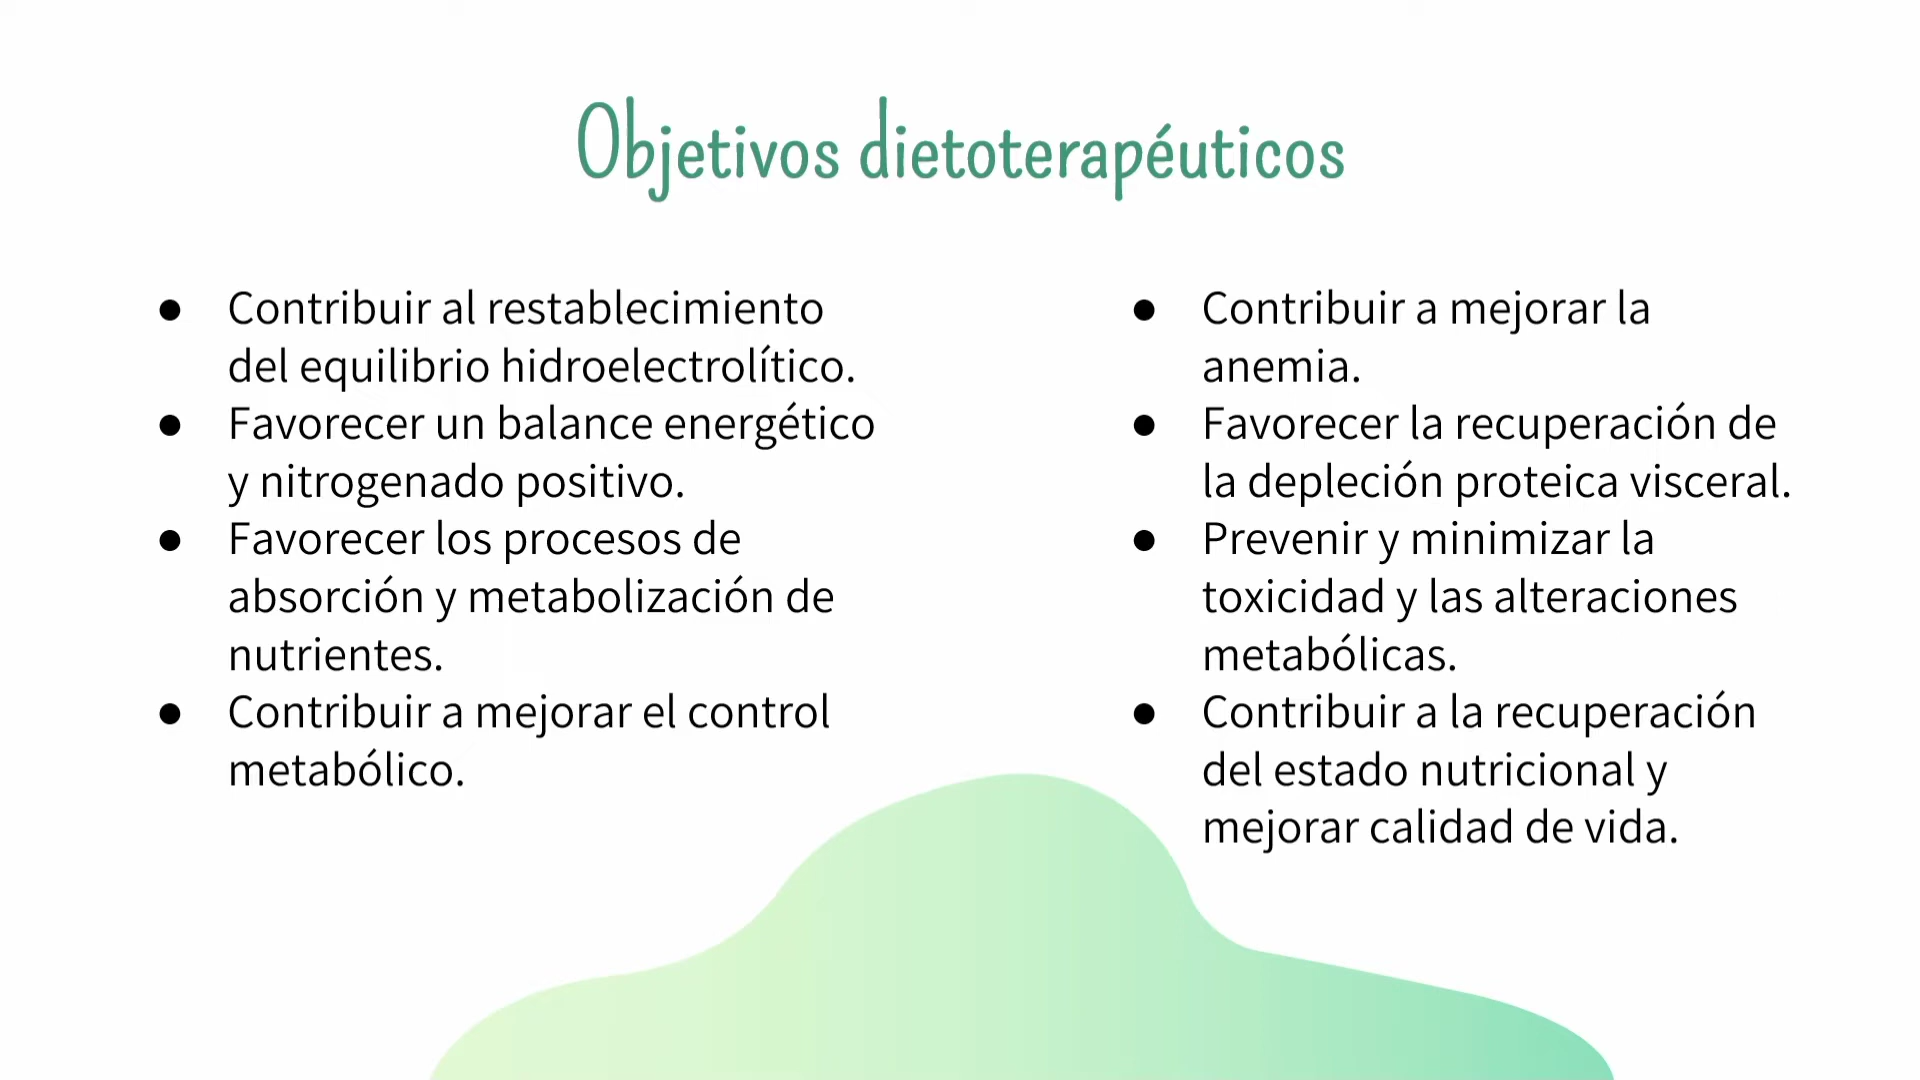 Objetivos dietoterapéuticos
● Contribuir al restablecimiento
del equilibrio hidroelectrolítico.
● Favorecer un balance energético
y nitrogenado positivo.
● Favorecer los procesos de
absorción y metabolización de
nutrientes.
● Contribuir a mejorar el control
metabólico.
● Contribuir a mejorar la
anemia.
● Favorecer la recuperación de
la depleción proteica visceral.
● Prevenir y minimizar la
toxicidad y las alteraciones
metabólicas.
● Contribuir a la recuperación
del estado nutricional y
mejorar calidad de vida.